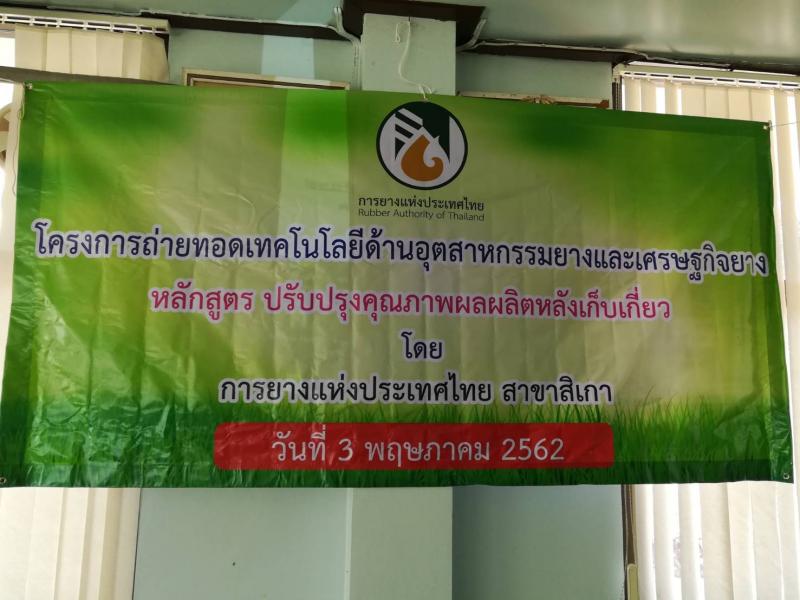 การยางแห่งประเทศไทย
Rubber Authority of Thailand
โครงการถ่ายทอดเทคโนโลยีด้านอุตสาหกรรมยางและเศรษฐกิจยาง
หลักสูตร ปรับปรุงคุณภาพผลผลิตหลังเก็บเกี่ยว
โดย
การยางแห่งประเทศไทย สาขาสิเกา
วันที่ 3 พฤษภาคม 2562